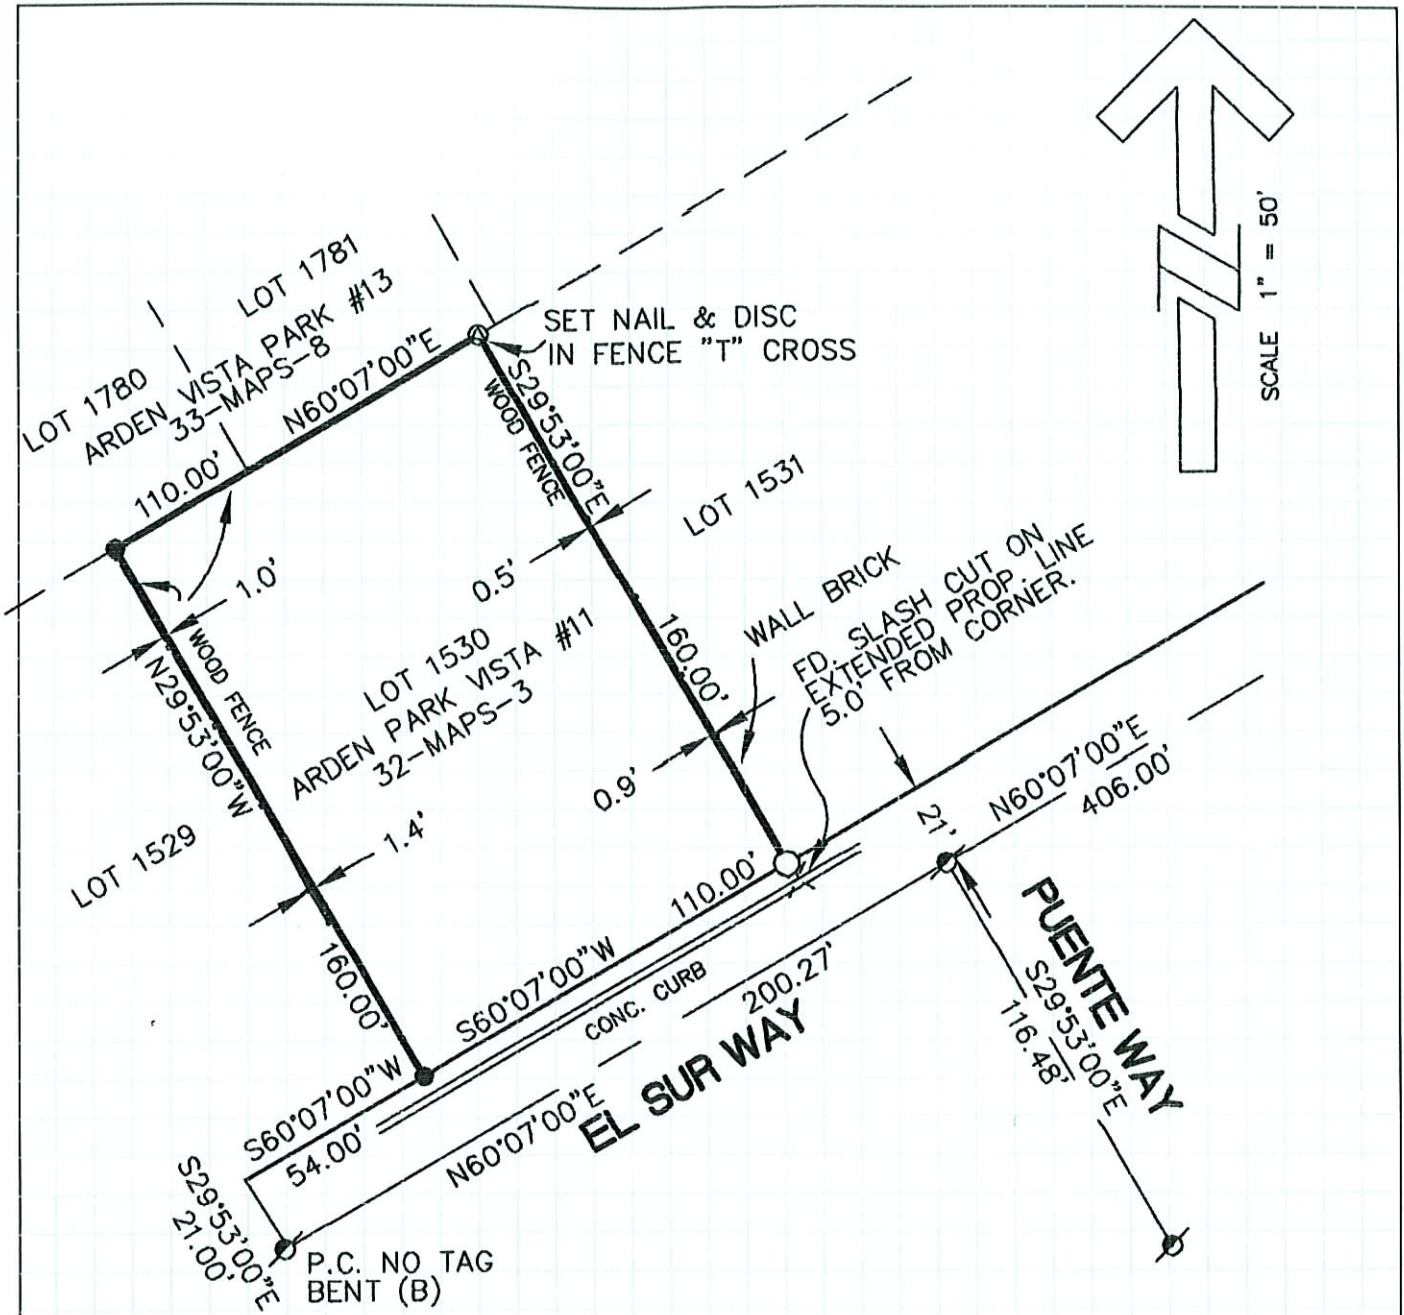 SCALE 1" = 50'
LOT 1781
LOT 1780
ARDEN VISTA PARK #13
33-MAPS-8
N60°07'00"E
110.00'
SET NAIL & DISC
IN FENCE "T" CROSS
S29°53'00"E
WOOD FENCE
LOT 1531
0.5'
1.0'
WOOD FENCE
N29°53'00"W
LOT 1530
ARDEN PARK VISTA #11
32-MAPS-3
160.00'
WALL BRICK
FD. SLASH CUT ON
EXTENDED PROP. LINE
5.0' FROM CORNER.
0.9'
LOT 1529
1.4'
160.00'
110.00'
S60°07'00"W
CONC. CURB
21'
N60°07'00"E
406.00'
200.27'
EL SUR WAY
N60°07'00"E
PUENTE WAY
S29°53'00"E
116.48'
S60°07'00"W
54.00'
S29°53'00"E
21.00'
P.C. NO TAG
BENT (B)